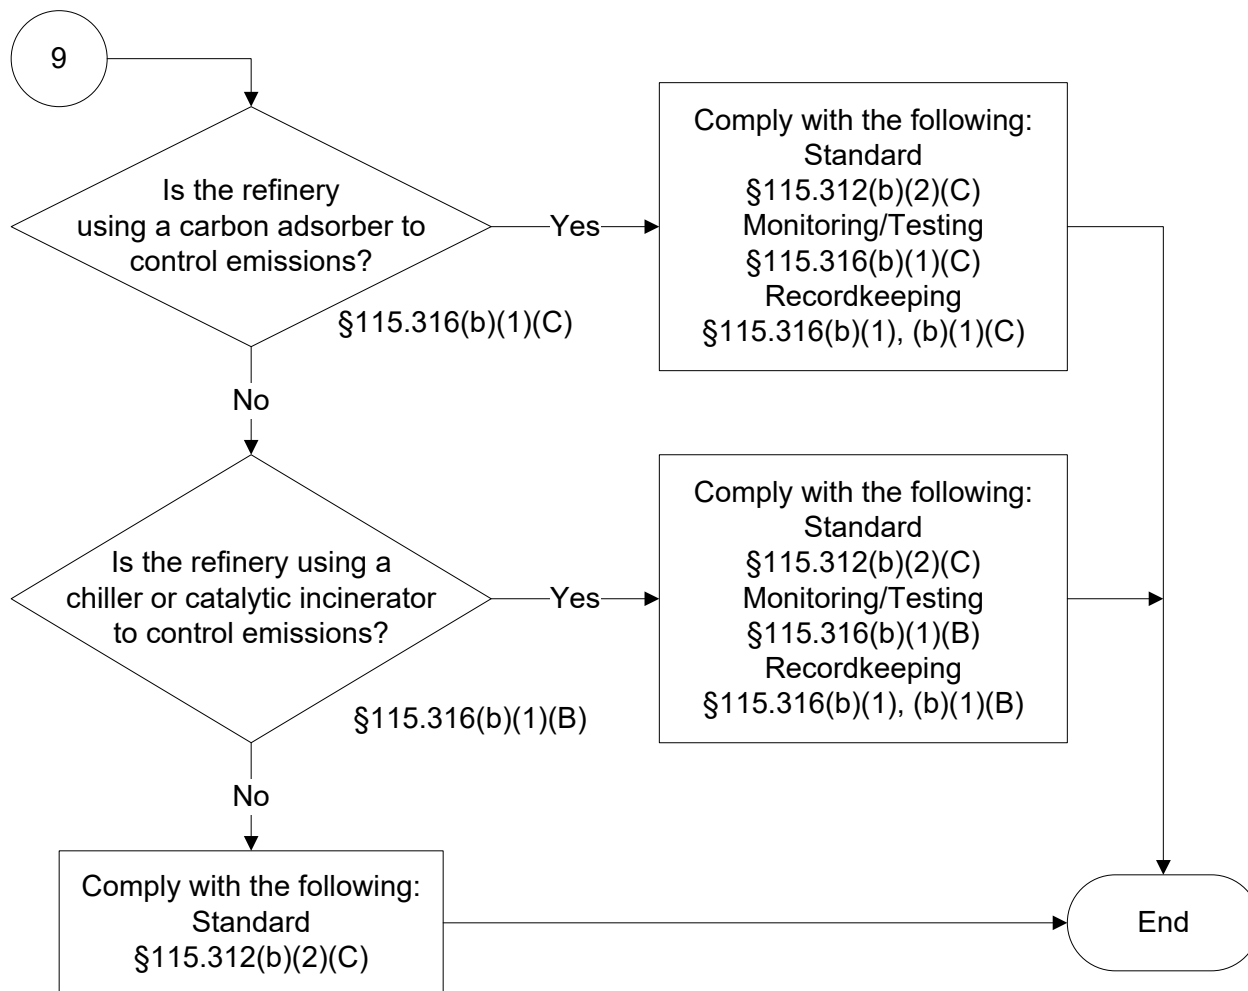 9
Is the refinery
using a carbon adsorber to
control emissions?
§115.316(b)(1)(C)
Yes
Comply with the following:
Standard
§115.312(b)(2)(C)
Monitoring/Testing
§115.316(b)(1)(C)
Recordkeeping
§115.316(b)(1), (b)(1)(C)
No
Is the refinery using a
chiller or catalytic incinerator
to control emissions?
§115.316(b)(1)(B)
Yes
Comply with the following:
Standard
§115.312(b)(2)(C)
Monitoring/Testing
§115.316(b)(1)(B)
Recordkeeping
§115.316(b)(1), (b)(1)(B)
No
Comply with the following:
Standard
§115.312(b)(2)(C)
End